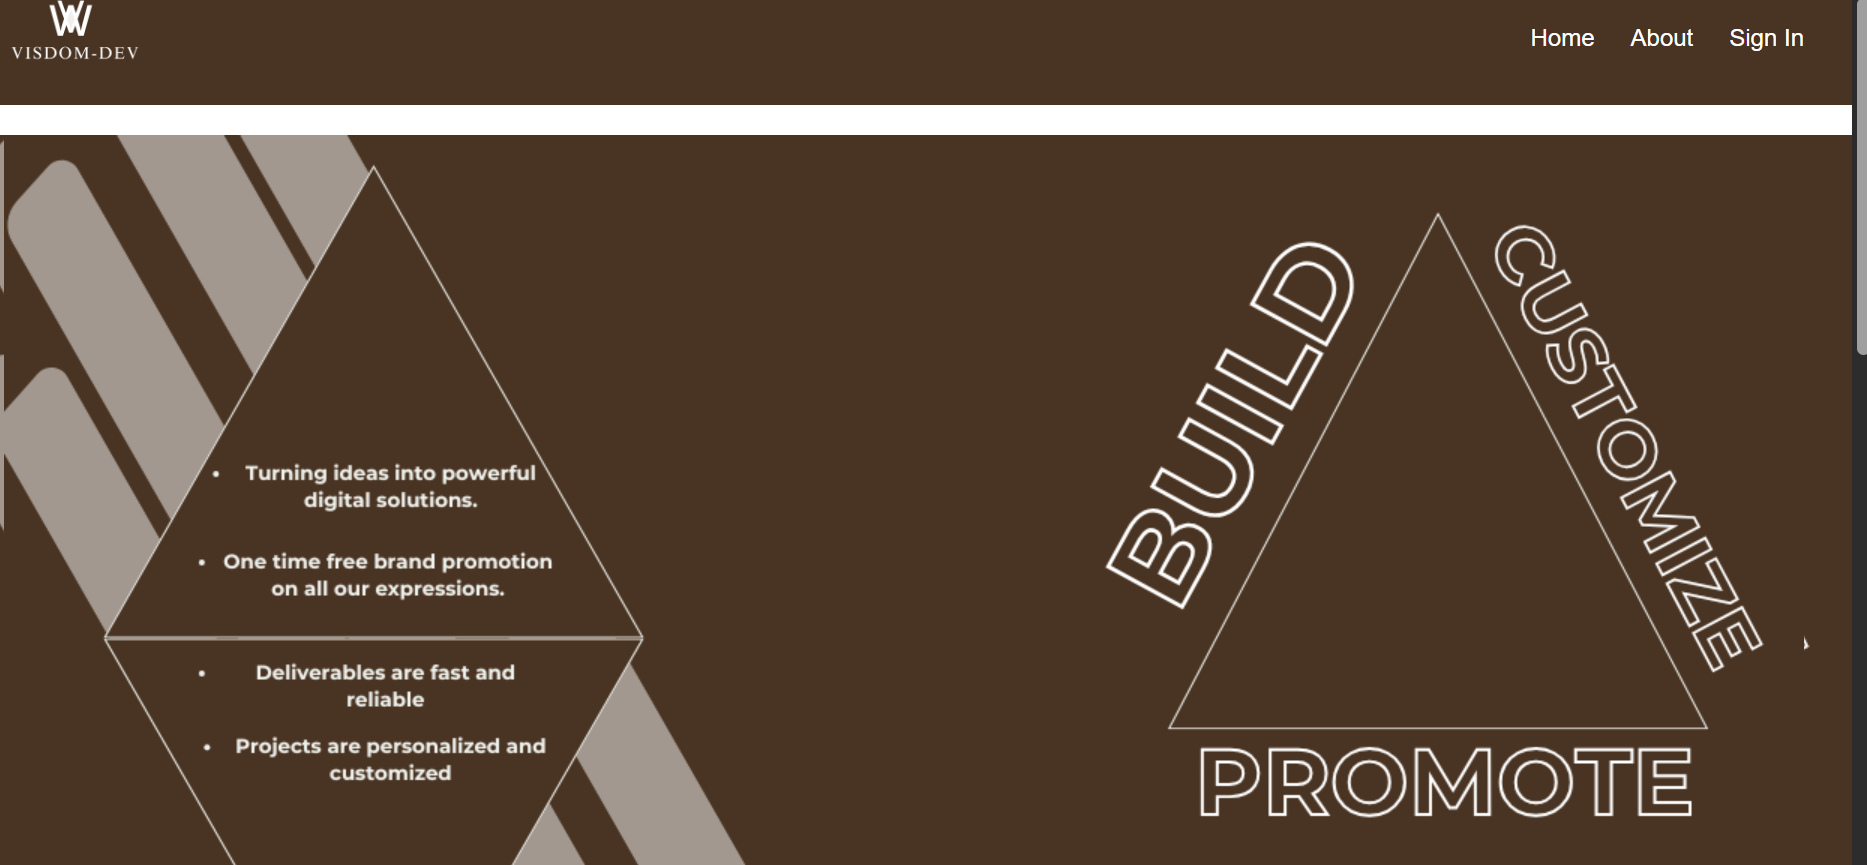 VISDOM-DEV
Home About Sign In
• Turning ideas into powerful
digital solutions.
• One time free brand promotion
on all our expressions.
• Deliverables are fast and
reliable
• Projects are personalized and
customized
BUILD
CUSTOMIZE
PROMOTE